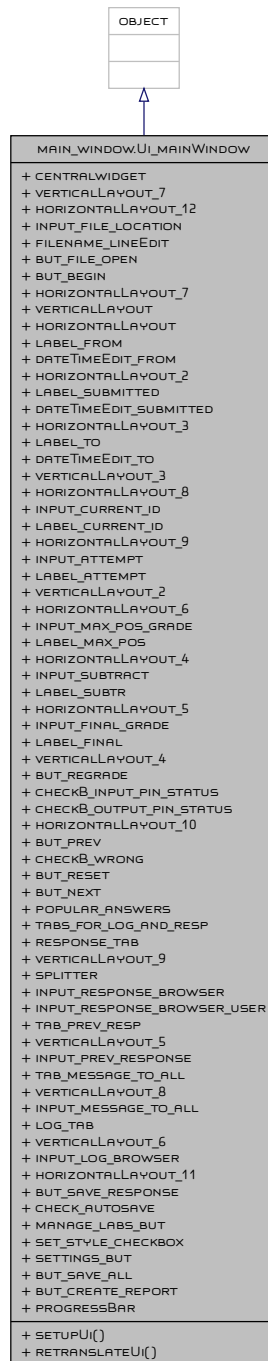 OBJECT
MAIN_WINDOW.UI_MAINWINDOW
+ CENTRALWIDGET
+ VERTICALLAYOUT_7
+ HORIZONTALLAYOUT_12
+ INPUT_FILE_LOCATION
+ FILENAME_LINEEDIT
+ BUT_FILE_OPEN
+ BUT_BEGIN
+ HORIZONTALLAYOUT_7
+ VERTICALLAYOUT
+ HORIZONTALLAYOUT
+ LABEL_FROM
+ DATETIMEEDIT_FROM
+ HORIZONTALLAYOUT_2
+ LABEL_SUBMITTED
+ DATETIMEEDIT_SUBMITTED
+ HORIZONTALLAYOUT_3
+ LABEL_TO
+ DATETIMEEDIT_TO
+ VERTICALLAYOUT_3
+ HORIZONTALLAYOUT_8
+ INPUT_CURRENT_ID
+ LABEL_CURRENT_ID
+ HORIZONTALLAYOUT_9
+ INPUT_ATTEMPT
+ LABEL_ATTEMPT
+ VERTICALLAYOUT_2
+ HORIZONTALLAYOUT_6
+ INPUT_MAX_POS_GRADE
+ LABEL_MAX_POS
+ HORIZONTALLAYOUT_4
+ INPUT_SUBTRACT
+ LABEL_SUBTR
+ HORIZONTALLAYOUT_5
+ INPUT_FINAL_GRADE
+ LABEL_FINAL
+ VERTICALLAYOUT_4
+ BUT_REGRADE
+ CHECKB_INPUT_PIN_STATUS
+ CHECKB_OUTPUT_PIN_STATUS
+ HORIZONTALLAYOUT_10
+ BUT_PREV
+ CHECKB_WRONG
+ BUT_RESET
+ BUT_NEXT
+ POPULAR_ANSWERS
+ TABS_FOR_LOG_AND_RESP
+ RESPONSE_TAB
+ VERTICALLAYOUT_9
+ SPLITTER
+ INPUT_RESPONSE_BROWSER
+ INPUT_RESPONSE_BROWSER_USER
+ TAB_PREV_RESP
+ VERTICALLAYOUT_5
+ INPUT_PREV_RESPONSE
+ TAB_MESSAGE_TO_ALL
+ VERTICALLAYOUT_8
+ INPUT_MESSAGE_TO_ALL
+ LOG_TAB
+ VERTICALLAYOUT_6
+ INPUT_LOG_BROWSER
+ HORIZONTALLAYOUT_11
+ BUT_SAVE_RESPONSE
+ CHECK_AUTOSAVE
+ MANAGE_LABS_BUT
+ SET_STYLE_CHECKBOX
+ SETTINGS_BUT
+ BUT_SAVE_ALL
+ BUT_CREATE_REPORT
+ PROGRESSBAR
+ SETUPUI()
+ RETRANSLATEUI()